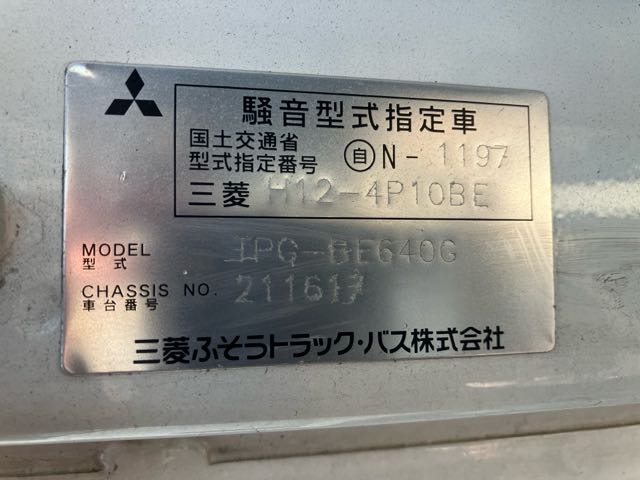 騒音型式指定車
国土交通省
型式指定番号 自N-1197
三菱 H12-4P10BE
MODEL
型式 TPG-BE640G
CHASSIS NO. 211617
車台番号
三菱ふそうトラック・バス株式会社